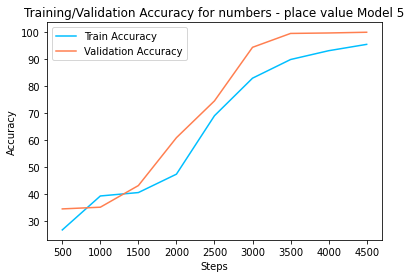 Training/Validation Accuracy for numbers - place value Model 5
Train Accuracy
Validation Accuracy
Accuracy
100
90
80
70
60
50
40
30
500 1000 1500 2000 2500 3000 3500 4000 4500
Steps